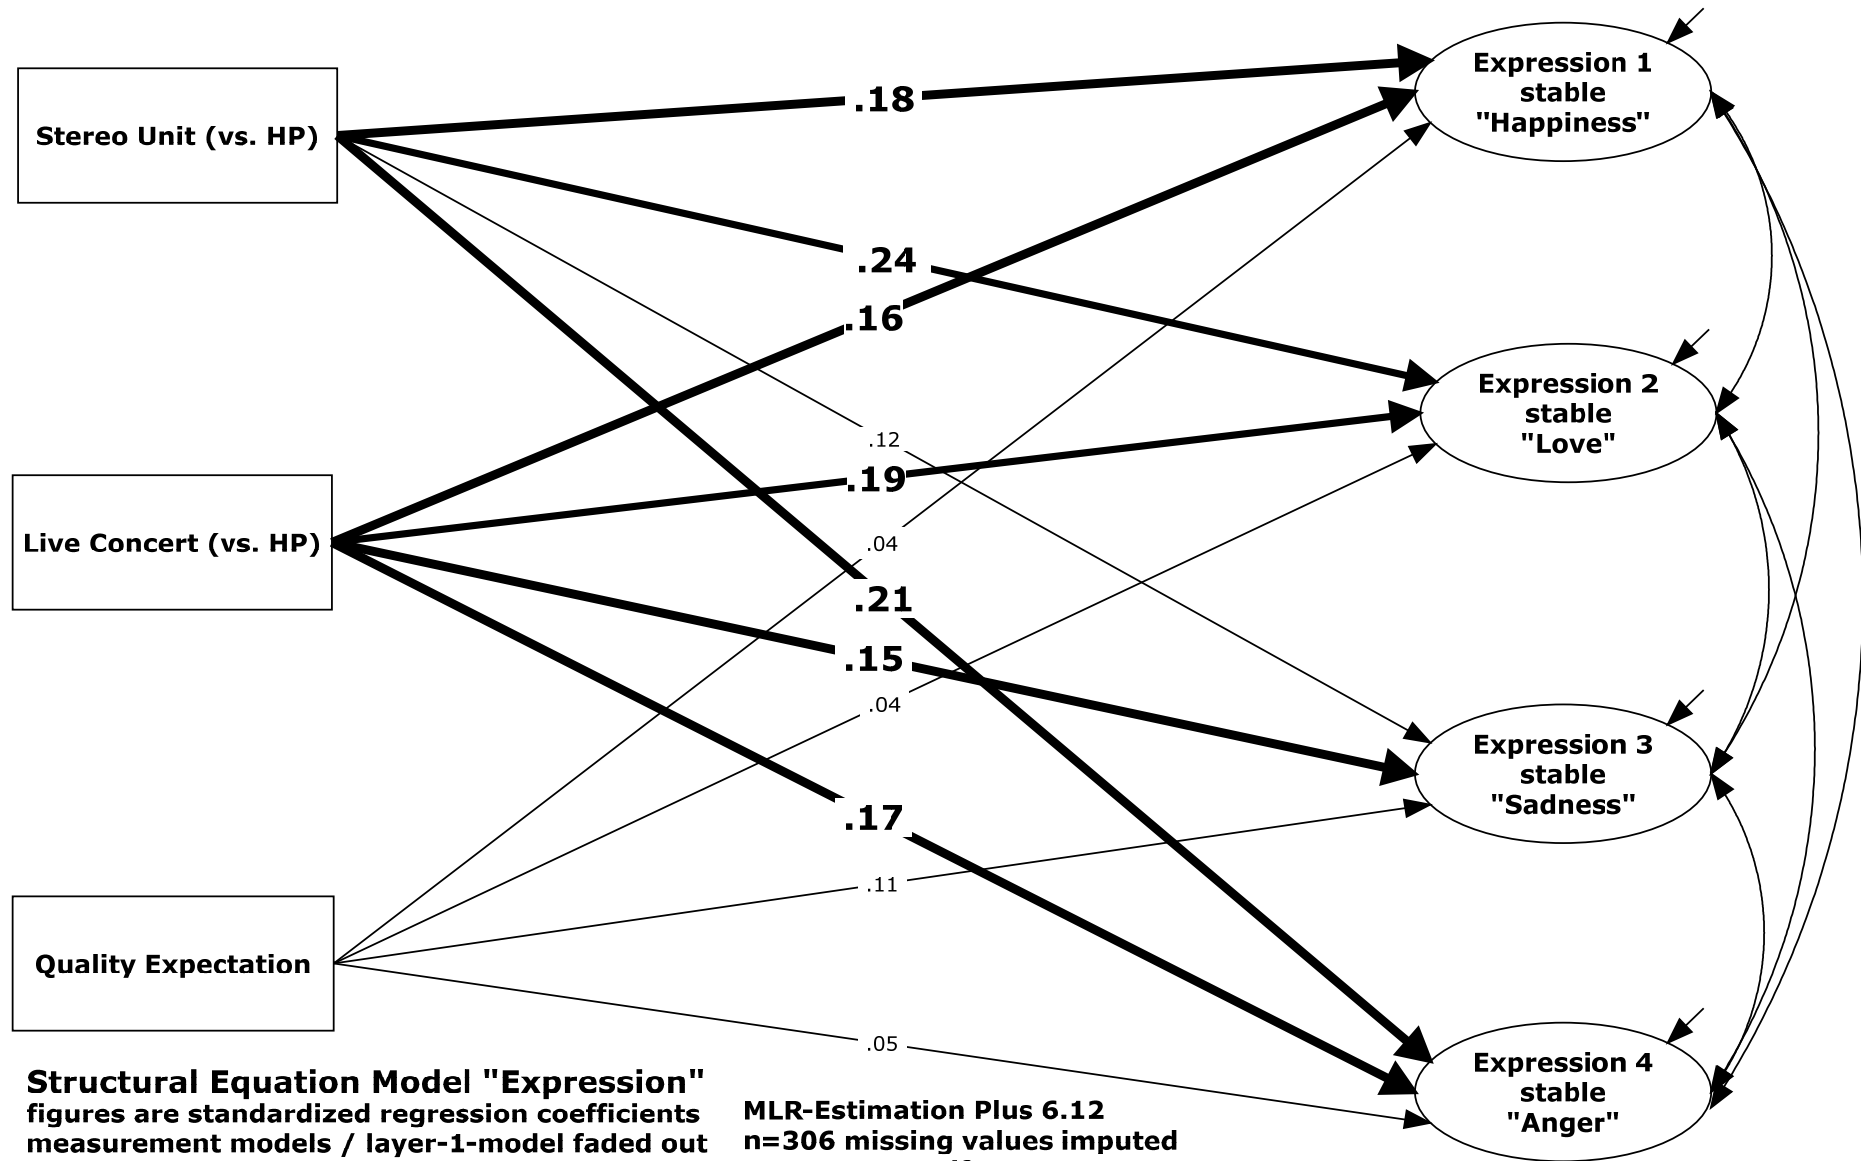 Stereo Unit (vs. HP)
Live Concert (vs. HP)
Quality Expectation
.18
.24
.16
.12
.19
.04
.21
.15
.04
.17
.11
.05
Expression 1
stable
"Happiness"
Expression 2
stable
"Love"
Expression 3
stable
"Sadness"
Expression 4
stable
"Anger"
Structural Equation Model "Expression"
figures are standardized regression coefficients
measurement models / layer-1-model faded out
MLR-Estimation Plus 6.12
n=306 missing values imputed